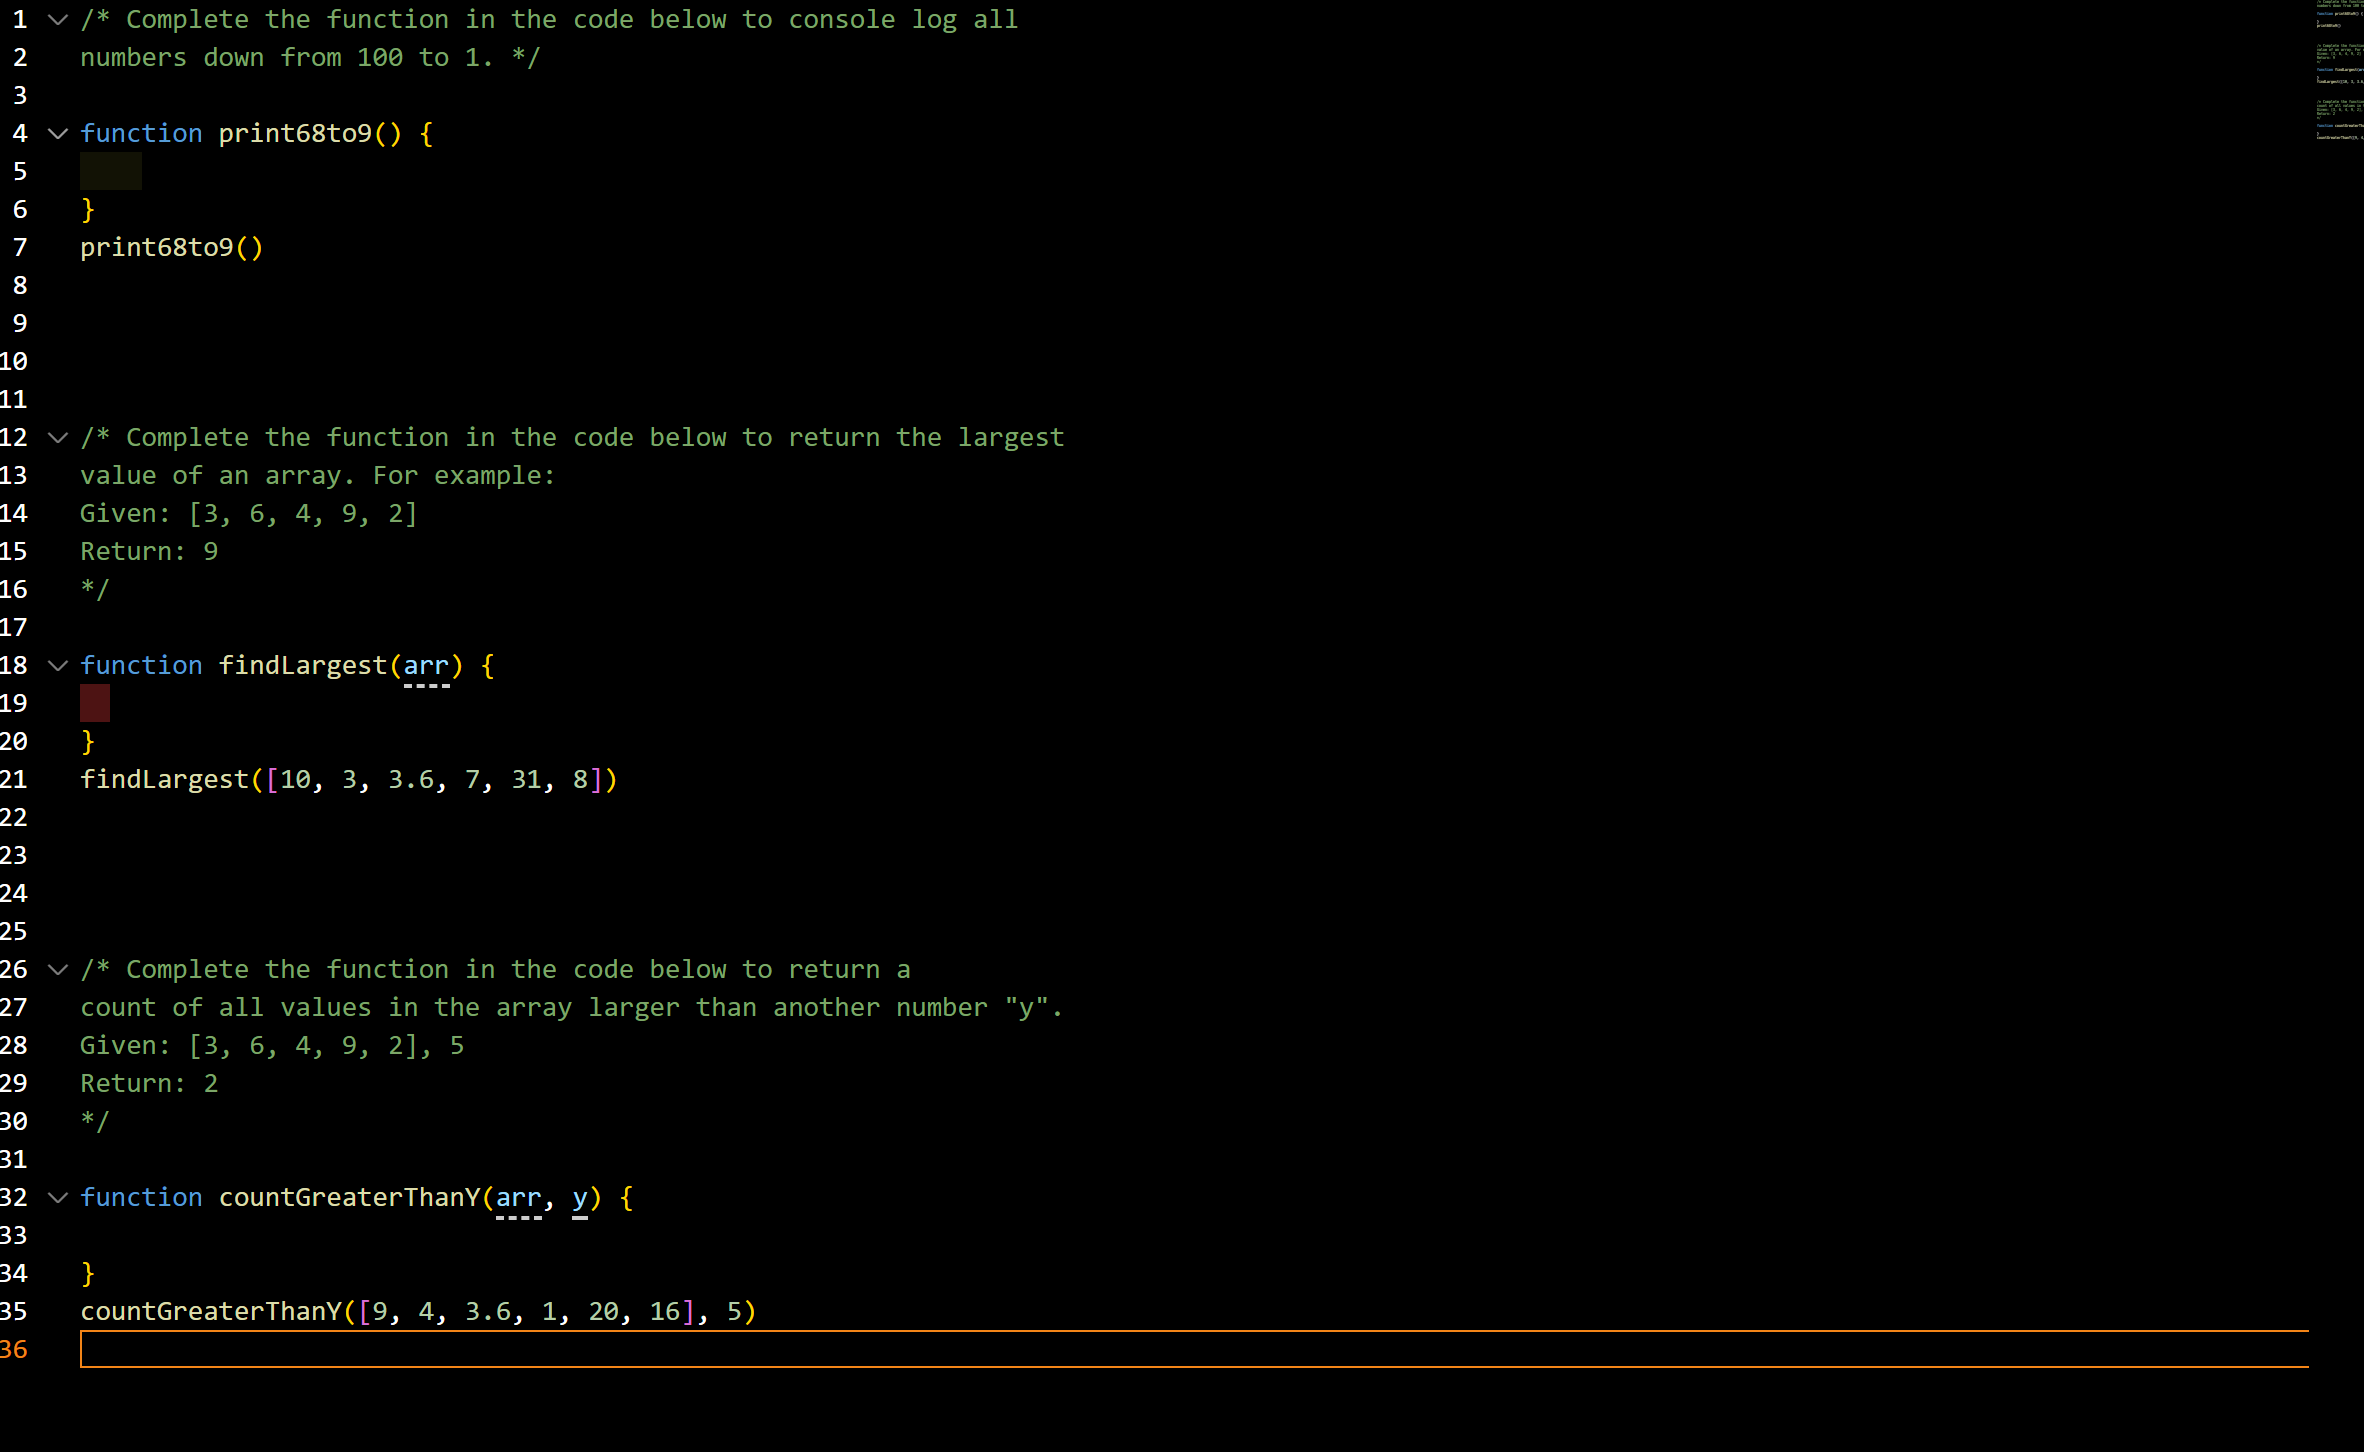 1 /* Complete the function in the code below to console log all
2 numbers down from 100 to 1. */
3
4 function print68to9() {
5
6 }
7 print68to9()
8
9
10
11
12 /* Complete the function in the code below to return the largest
13 value of an array. For example:
14 Given: [3, 6, 4, 9, 2]
15 Return: 9
16 */
17
18 function findLargest(arr) {
19
20 }
21 findLargest([10, 3, 3.6, 7, 31, 8])
22
23
24
25
26 /* Complete the function in the code below to return a
27 count of all values in the array larger than another number "y".
28 Given: [3, 6, 4, 9, 2], 5
29 Return: 2
30 */
31
32 function countGreaterThanY(arr, y) {
33
34 }
35 countGreaterThanY([9, 4, 3.6, 1, 20, 16], 5)
36